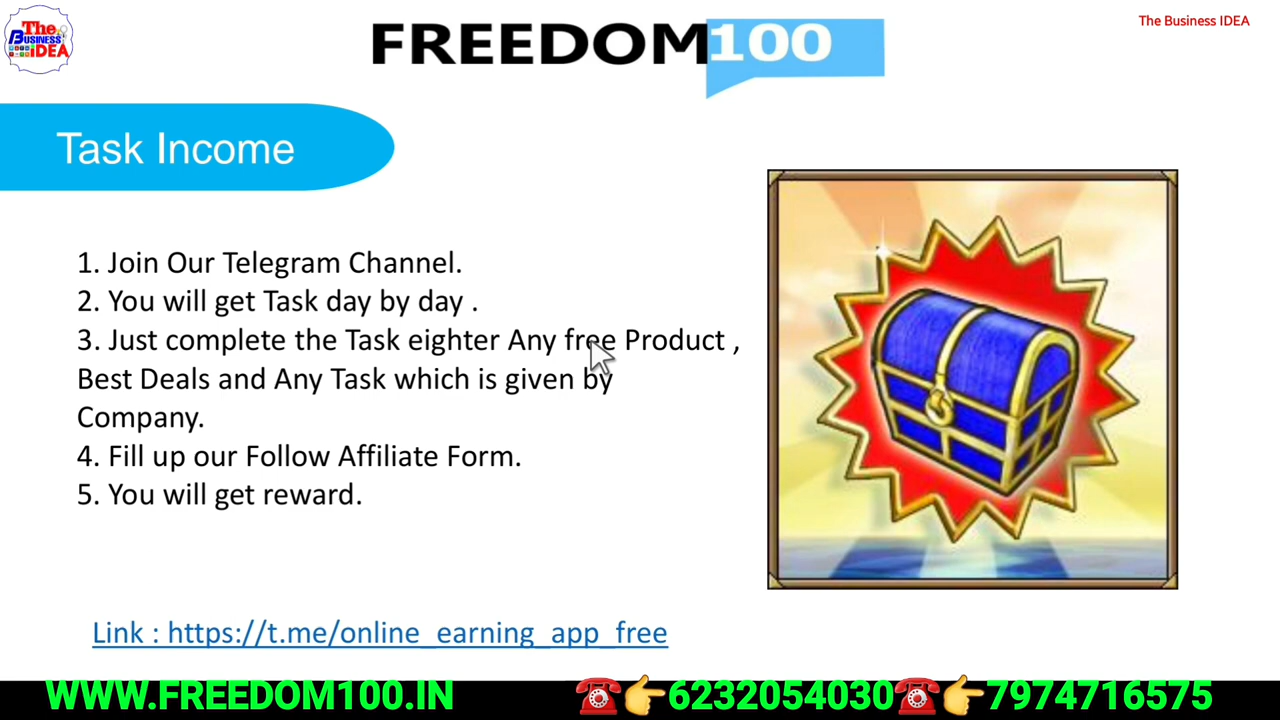 The
BUSINESS
iDEA
FREEDOM100
The Business IDEA
Task Income
1. Join Our Telegram Channel.
2. You will get Task day by day .
3. Just complete the Task eighter Any free Product ,
Best Deals and Any Task which is given by
Company.
4. Fill up our Follow Affiliate Form.
5. You will get reward.
Link : https://t.me/online_earning_app_free
WWW.FREEDOM100.IN ☎️👉6232054030☎️👉7974716575